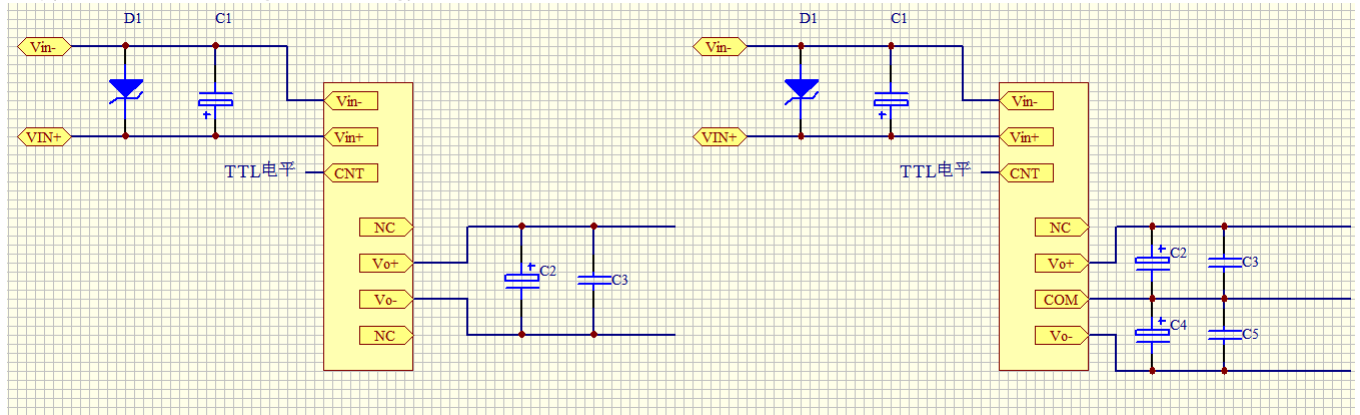 D1 C1
Vin-
Vin-
VIN+
Vin+
TTL电平
CNT
NC
Vo+
Vo-
NC
C2
C3
D1 C1
Vin-
Vin-
VIN+
Vin+
TTL电平
CNT
NC
Vo+
COM
Vo-
C2
C3
C4
C5